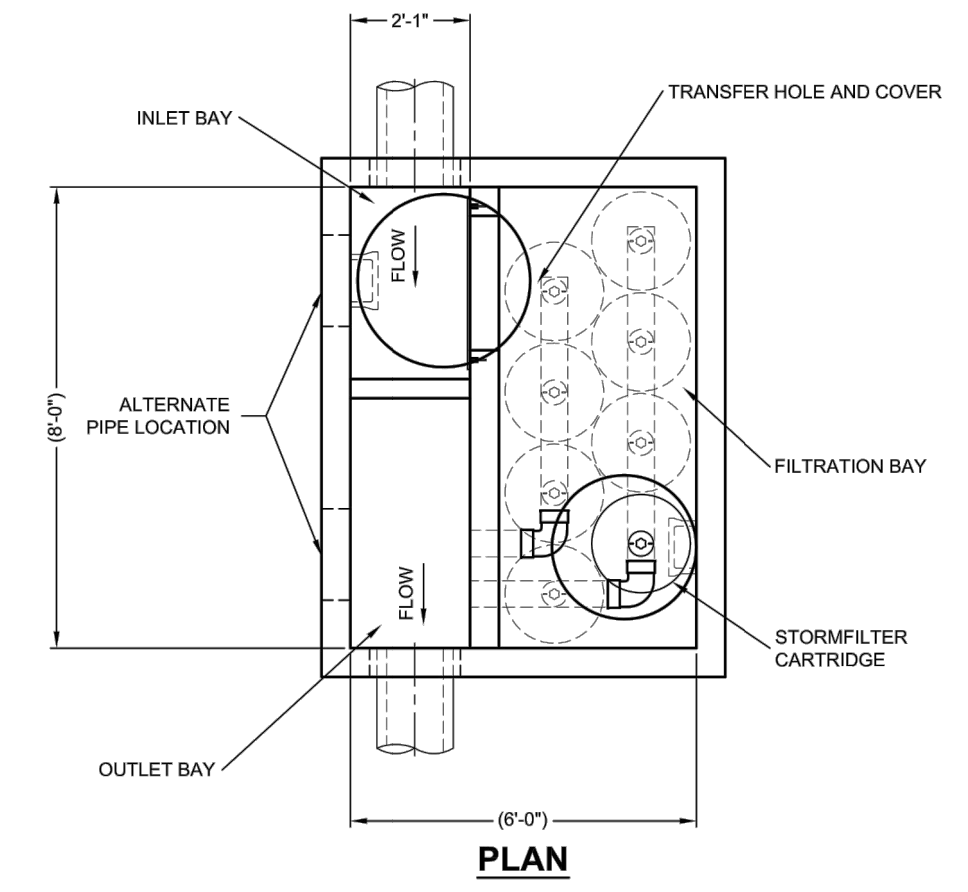 2'-1"
TRANSFER HOLE AND COVER
INLET BAY
FLOW
(8'-0")
ALTERNATE
PIPE LOCATION
FILTRATION BAY
FLOW
STORMFILTER
CARTRIDGE
OUTLET BAY
(6'-0")
PLAN